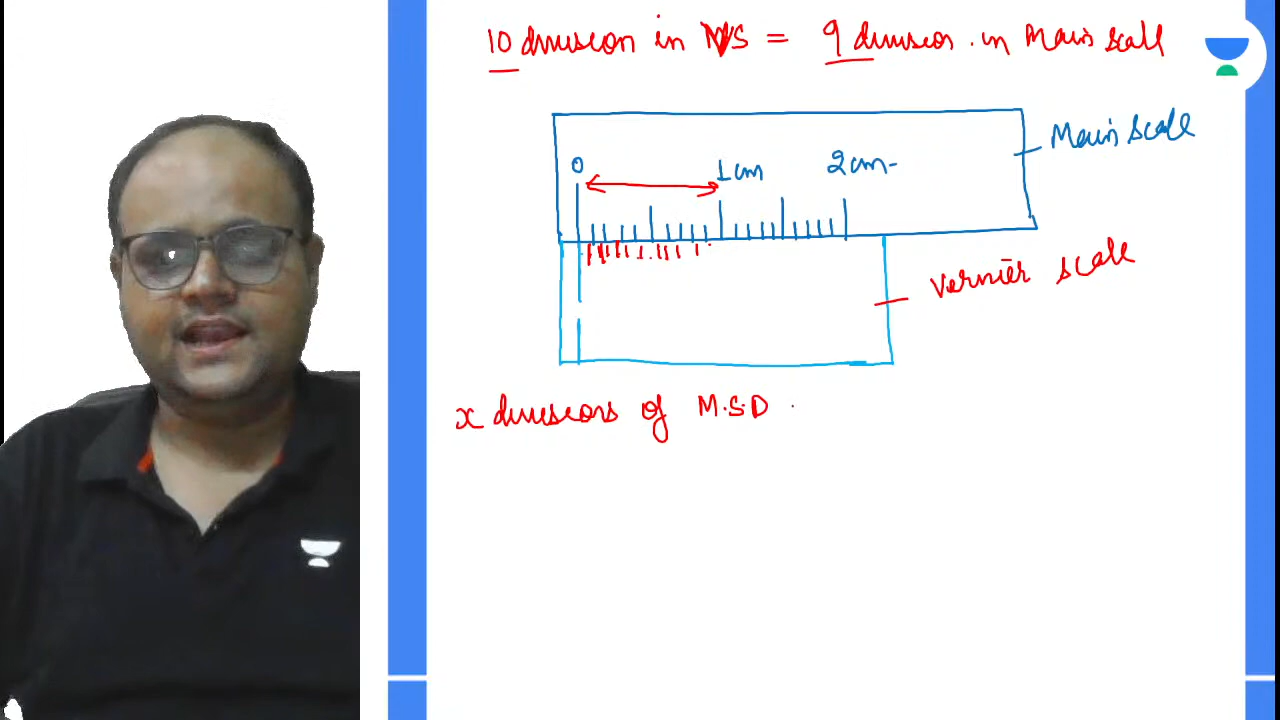 10 division in VS = 9 division in Main scale
0 1cm 2cm
Main scale
Vernier scale
x divisions of M.S.D